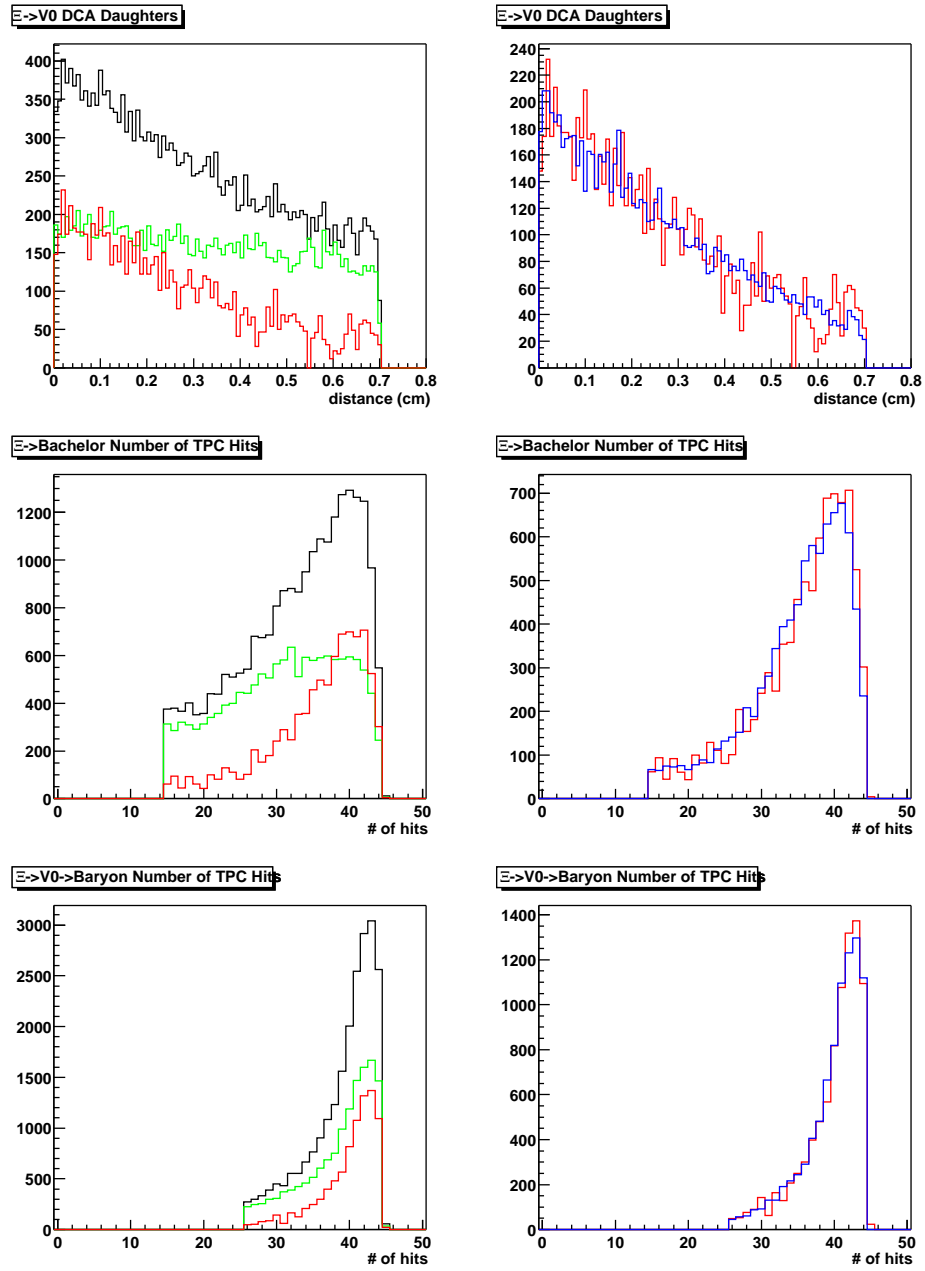 Ξ->V0 DCA Daughters
400
350
300
250
200
150
100
50
0
0 0.1 0.2 0.3 0.4 0.5 0.6 0.7 0.8
distance (cm)
Ξ->V0 DCA Daughters
240
220
200
180
160
140
120
100
80
60
40
20
0
0 0.1 0.2 0.3 0.4 0.5 0.6 0.7 0.8
distance (cm)
Ξ->Bachelor Number of TPC Hits
1200
1000
800
600
400
200
0
0 10 20 30 40 50
# of hits
Ξ->Bachelor Number of TPC Hits
700
600
500
400
300
200
100
0
0 10 20 30 40 50
# of hits
Ξ->V0->Baryon Number of TPC Hits
3000
2500
2000
1500
1000
500
0
0 10 20 30 40 50
# of hits
Ξ->V0->Baryon Number of TPC Hits
1400
1200
1000
800
600
400
200
0
0 10 20 30 40 50
# of hits